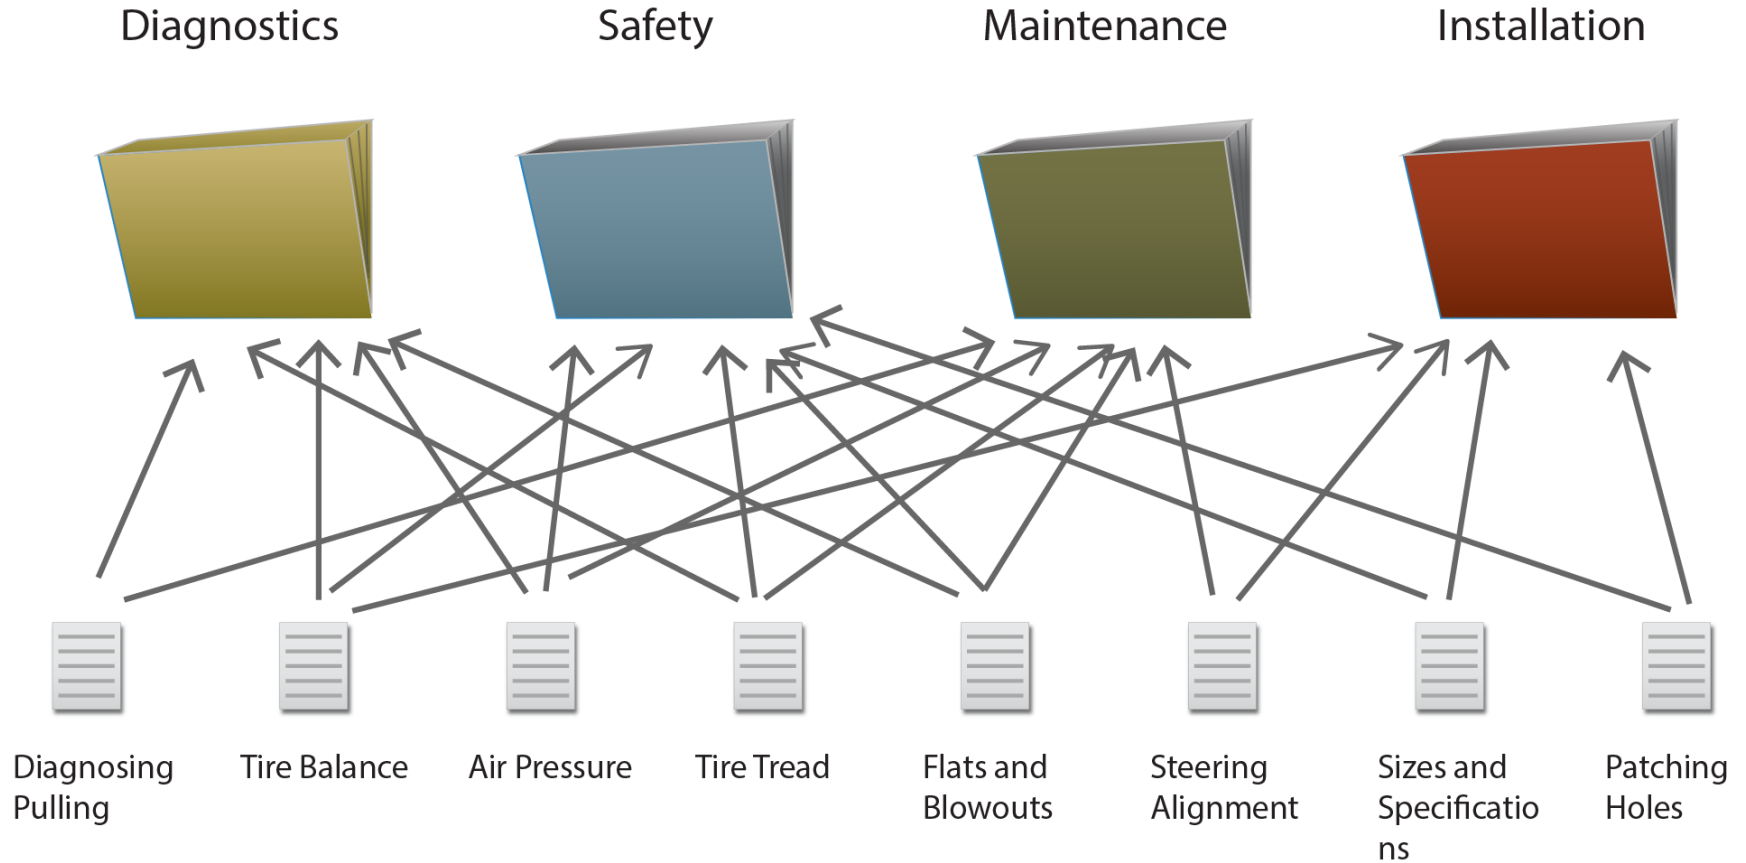 Diagnostics
Safety
Maintenance
Installation
Diagnosing
Pulling
Tire Balance
Air Pressure
Tire Tread
Flats and
Blowouts
Steering
Alignment
Sizes and
Specificatio
ns
Patching
Holes